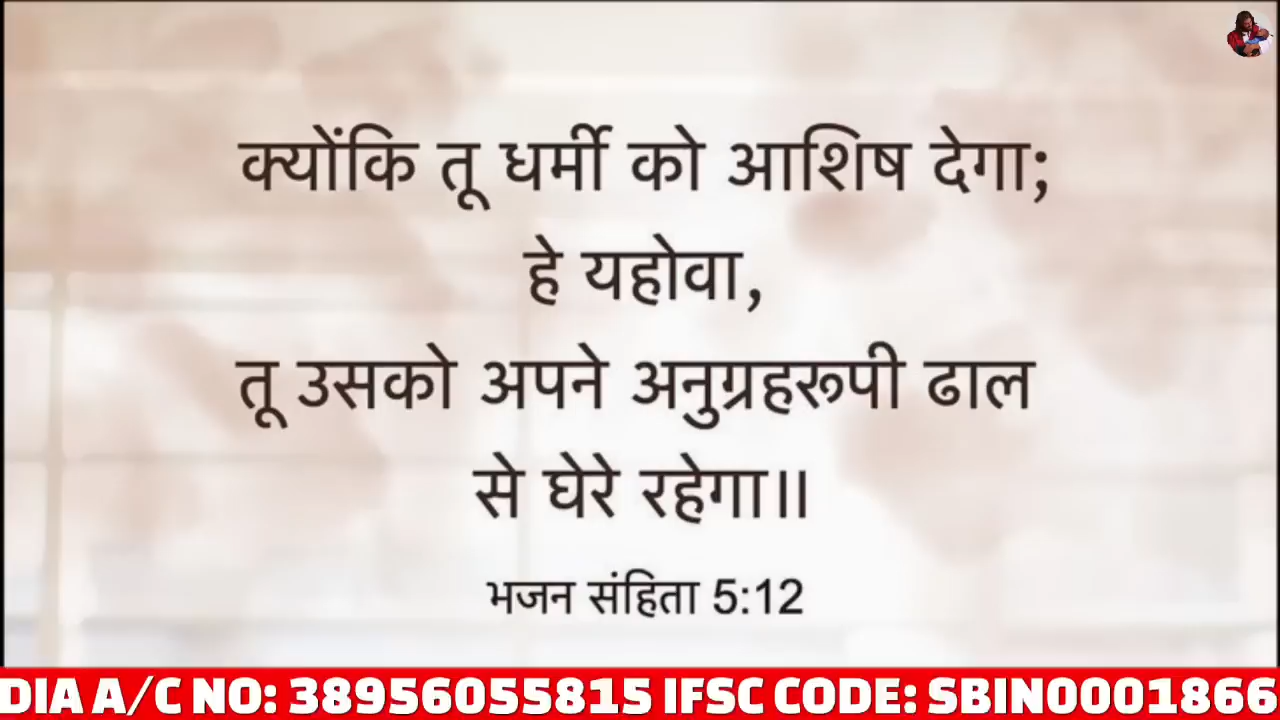 क्योंकि तू धर्मी को आशिष देगा;
हे यहोवा,
तू उसको अपने अनुग्रहरूपी ढाल
से घेरे रहेगा॥
भजन संहिता 5:12
DIA A/C NO: 38956055815 IFSC CODE: SBIN0001866